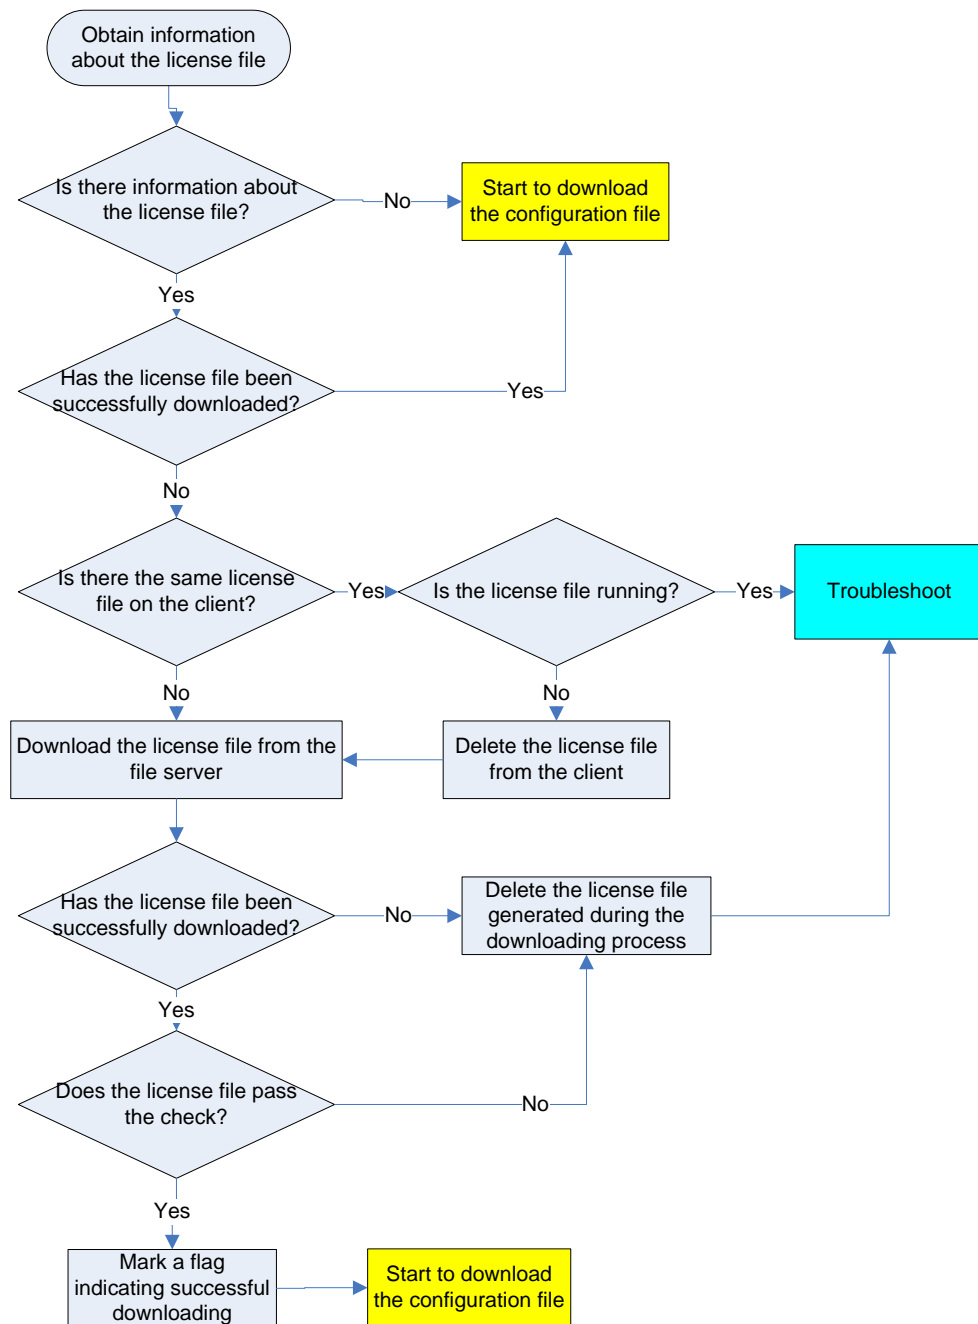 Obtain information
about the license file
Is there information about
the license file?
No
Start to download
the configuration file
Yes
Has the license file been
successfully downloaded?
Yes
No
Is there the same license
file on the client?
Yes
Is the license file running?
Yes
Troubleshoot
No
No
Download the license file from the
file server
Delete the license file
from the client
Has the license file been
successfully downloaded?
No
Delete the license file
generated during the
downloading process
Yes
Does the license file pass
the check?
No
Yes
Mark a flag
indicating successful
downloading
Start to download
the configuration file